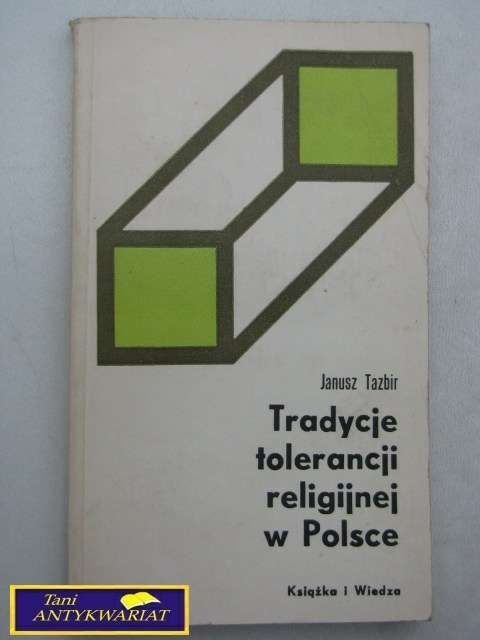 Janusz Tazbir
Tradycje
tolerancji
religijnej
w Polsce
Książka i Wiedza
Tani
ANTYKWARIAT